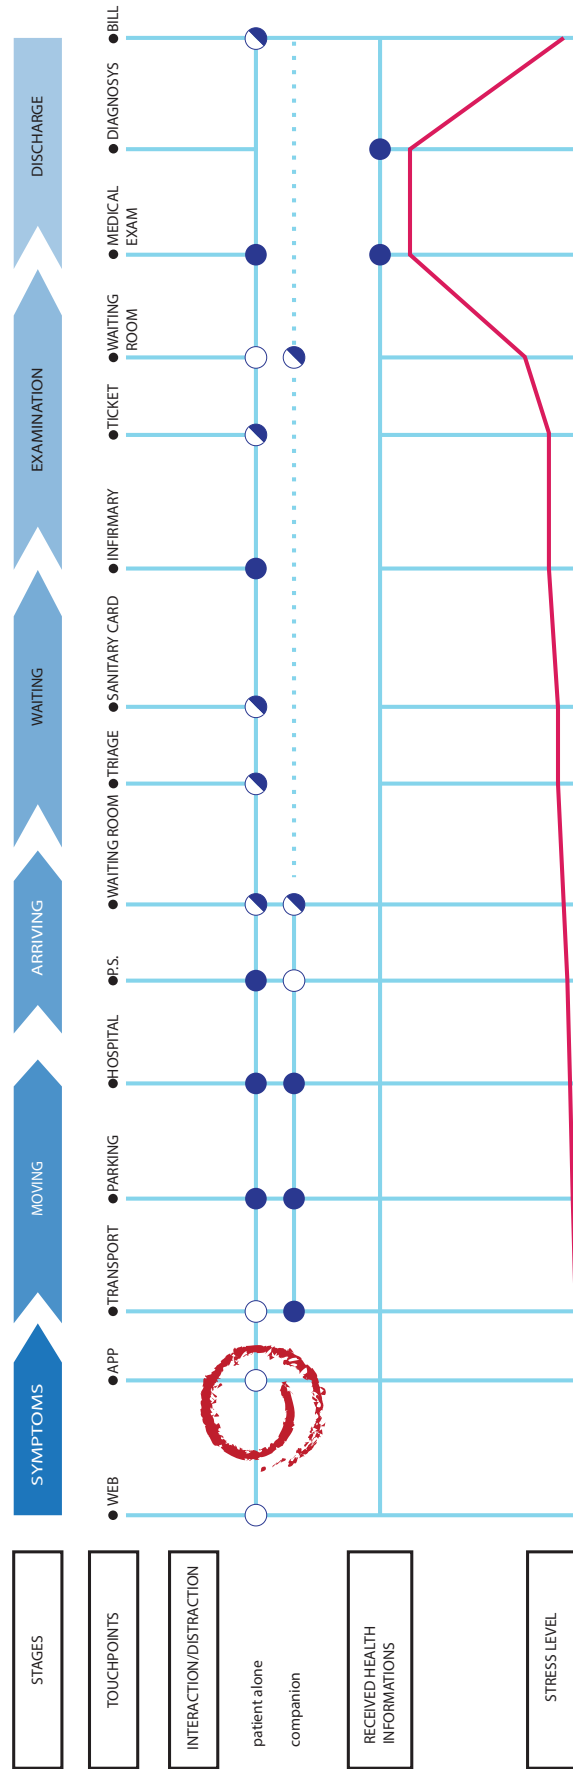 STAGES
SYMPTOMS
MOVING
ARRIVING
WAITING
EXAMINATION
DISCHARGE
TOUCHPOINTS
WEB
APP
TRANSPORT
PARKING
HOSPITAL
P.S.
WAITING ROOM
TRIAGE
SANITARY CARD
INFIRMARY
TICKET
WAITING
ROOM
MEDICAL
EXAM
DIAGNOSYS
BILL
INTERACTION/DISTRACTION
patient alone
companion
RECEIVED HEALTH
INFORMATIONS
STRESS LEVEL